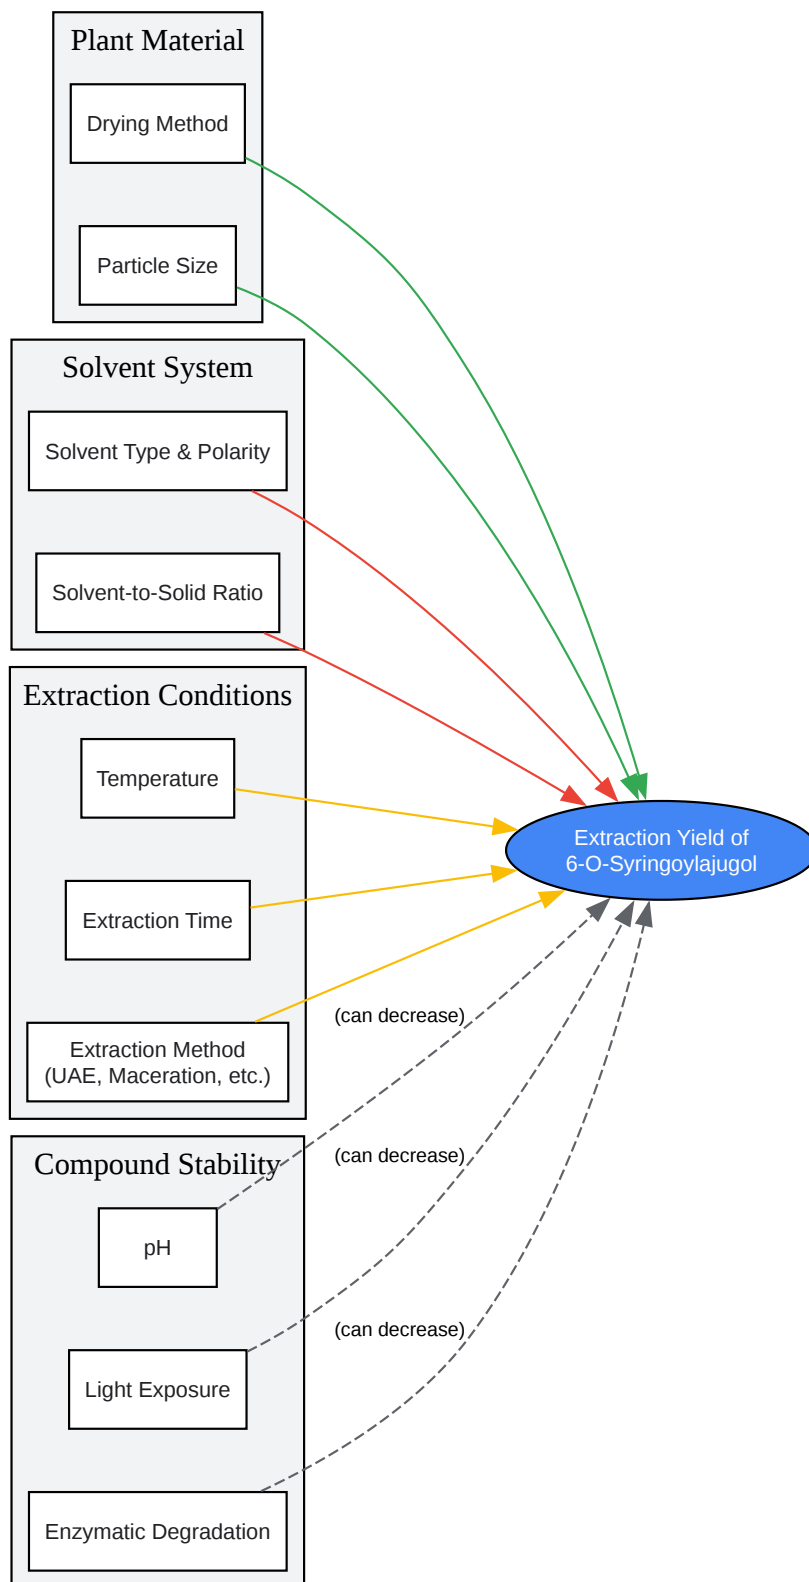 Plant Material
Drying Method
Particle Size
Solvent System
Solvent Type & Polarity
Solvent-to-Solid Ratio
Extraction Conditions
Temperature
Extraction Time
Extraction Method
(UAE, Maceration, etc.)
Compound Stability
pH
Light Exposure
Enzymatic Degradation
(can decrease)
(can decrease)
(can decrease)
Extraction Yield of
6-O-Syringoylajugol